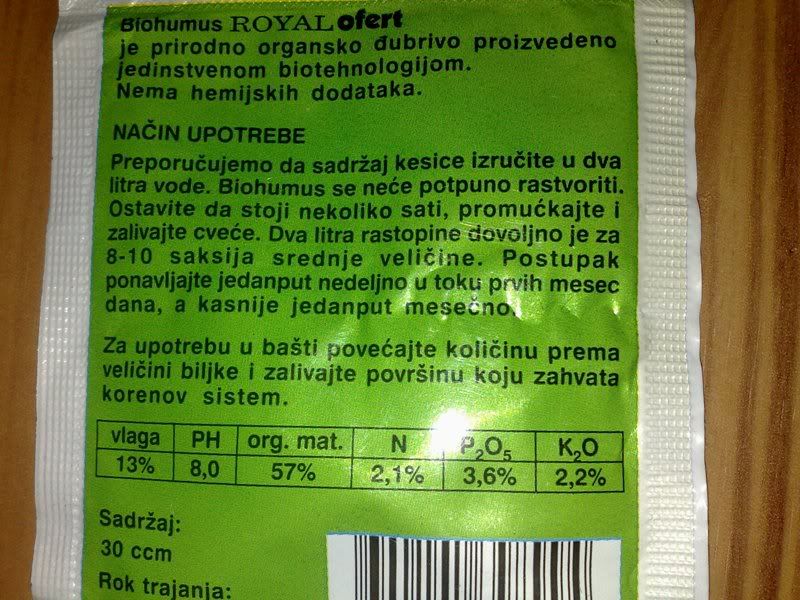 Biohumus ROYALofert
je prirodno organsko đubrivo proizvedeno
jedinstvenom biotehnologijom.
Nema hemijskih dodataka.
NAČIN UPOTREBE
Preporučujemo da sadržaj kesice izručite u dva
litra vode. Biohumus se neće potpuno rastvoriti.
Ostavite da stoji nekoliko sati, promućkajte i
zalivajte cveće. Dva litra rastopine dovoljno je za
8-10 saksija srednje veličine. Postupak
ponavljajte jedanput nedeljno u toku prvih mesec
dana, a kasnije jedanput mesečno.
Za upotrebu u bašti povećajte količinu prema
veličini biljke i zalivajte površinu koju zahvata
korenov sistem.
vlaga PH org. mat. N P₂O₅ K₂O
13% 8,0 57% 2,1% 3,6% 2,2%
Sadržaj:
30 ccm
Rok trajanja: